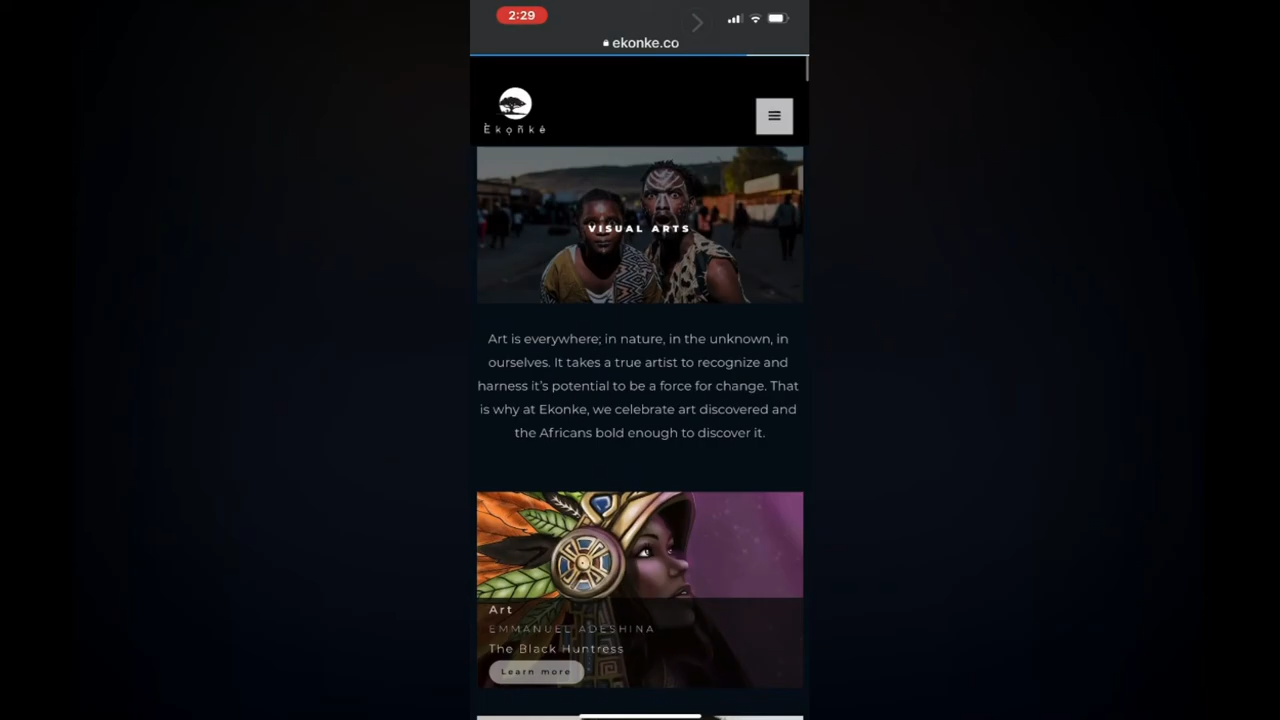 2:29
ekonke.co
Èkọñkè
VISUAL ARTS
Art is everywhere; in nature, in the unknown, in
ourselves. It takes a true artist to recognize and
harness it's potential to be a force for change. That
is why at Ekonke, we celebrate art discovered and
the Africans bold enough to discover it.
Art
EMMANUEL ADESHINA
The Black Huntress
Learn more